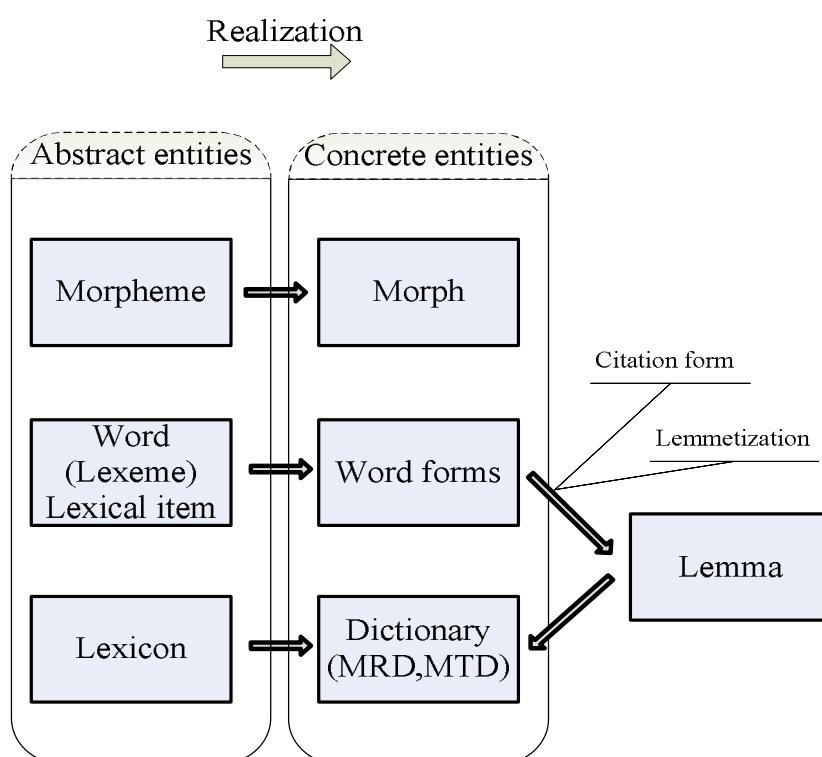 Realization
Abstract entities
Concrete entities
Morpheme
Morph
Citation form
Lemmetization
Word
(Lexeme)
Lexical item
Word forms
Lemma
Lexicon
Dictionary
(MRD,MTD)